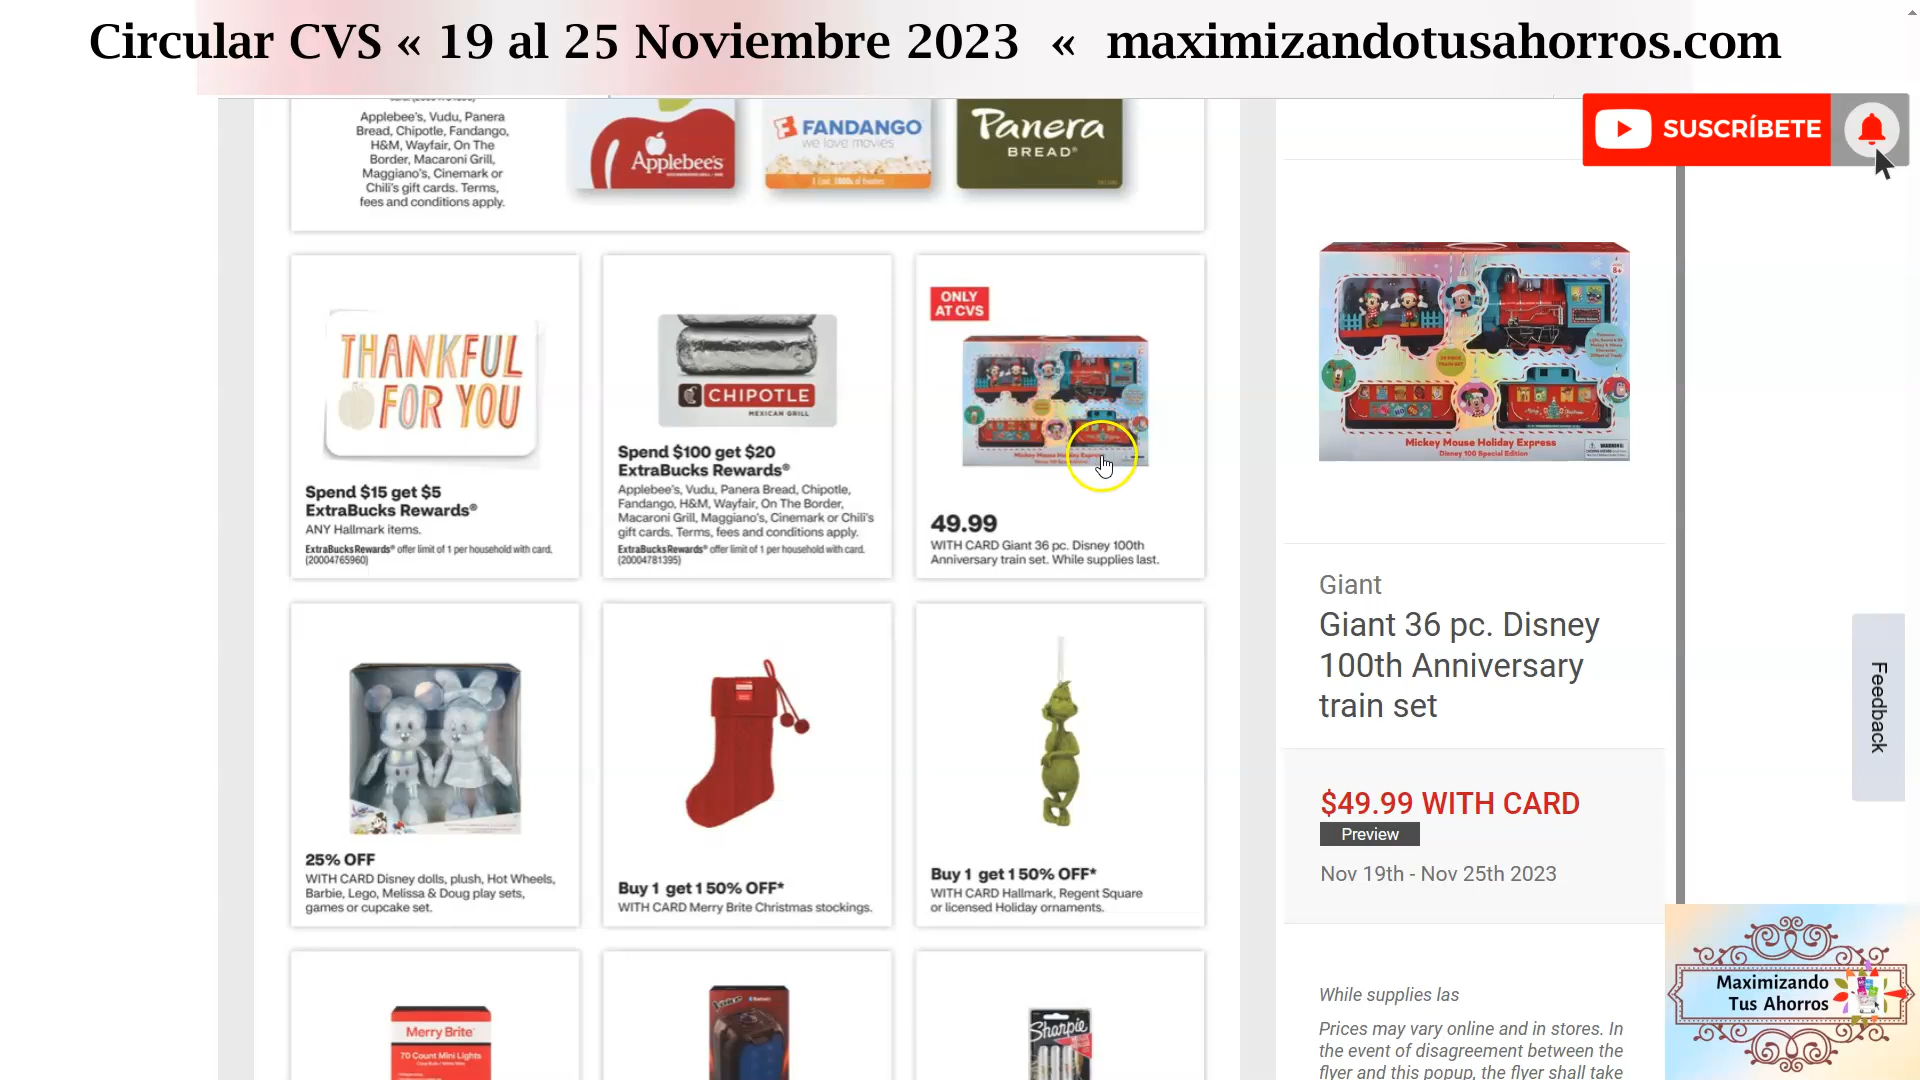 Circular CVS « 19 al 25 Noviembre 2023 « maximizandotusahorros.com
SUSCRÍBETE
Applebee's, Vudu, Panera
Bread, Chipotle, Fandango,
H&M, Wayfair, On The
Border, Macaroni Grill,
Maggiano's, Cinemark or
Chili's gift cards. Terms,
fees and conditions apply.
Applebee's
FANDANGO
we love movies
Panera
BREAD®
THANKFUL
FOR YOU
Spend $15 get $5
ExtraBucks Rewards®
ANY Hallmark items.
ExtraBucks Rewards® offer limit of 1 per household with card.
(20004765960)
CHIPOTLE
MEXICAN GRILL
Spend $100 get $20
ExtraBucks Rewards®
Applebee's, Vudu, Panera Bread, Chipotle,
Fandango, H&M, Wayfair, On The Border,
Macaroni Grill, Maggiano's, Cinemark or Chili's
gift cards. Terms, fees and conditions apply.
ExtraBucks Rewards® offer limit of 1 per household with card.
(20004781395)
ONLY
AT CVS
49.99
WITH CARD Giant 36 pc. Disney 100th
Anniversary train set. While supplies last.
25% OFF
WITH CARD Disney dolls, plush, Hot Wheels,
Barbie, Lego, Melissa & Doug play sets,
games or cupcake set.
Buy 1 get 1 50% OFF*
WITH CARD Merry Brite Christmas stockings.
Buy 1 get 1 50% OFF*
WITH CARD Hallmark, Regent Square
or licensed Holiday ornaments.
Merry Brite
70 Count Mini Lights
Sharpie
Mickey Mouse Holiday Express
Disney 100 Special Edition
Giant
Giant 36 pc. Disney
100th Anniversary
train set
$49.99 WITH CARD
Preview
Nov 19th - Nov 25th 2023
While supplies las
Prices may vary online and in stores. In
the event of disagreement between the
flyer and this popup, the flyer shall take
Feedback
Maximizando
Tus Ahorros